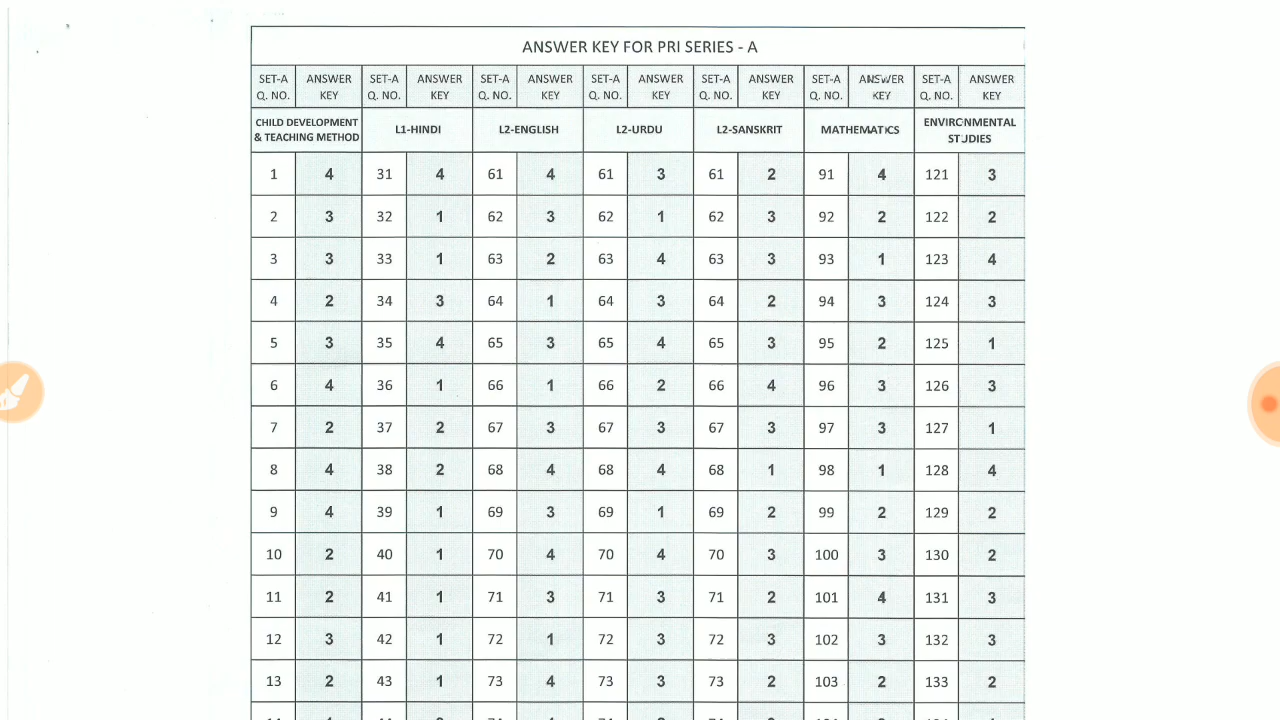 ANSWER KEY FOR PRI SERIES - A
SET-A Q. NO. ANSWER KEY SET-A Q. NO. ANSWER KEY SET-A Q. NO. ANSWER KEY SET-A Q. NO. ANSWER KEY SET-A Q. NO. ANSWER KEY SET-A Q. NO. ANSWER KEY SET-A Q. NO. ANSWER KEY
CHILD DEVELOPMENT & TEACHING METHOD L1-HINDI L2-ENGLISH L2-URDU L2-SANSKRIT MATHEMATICS ENVIRONMENTAL STUDIES
1 4 31 4 61 4 61 3 61 2 91 4 121 3
2 3 32 1 62 3 62 1 62 3 92 2 122 2
3 3 33 1 63 2 63 4 63 3 93 1 123 4
4 2 34 3 64 1 64 3 64 2 94 3 124 3
5 3 35 4 65 3 65 4 65 3 95 2 125 1
6 4 36 1 66 1 66 2 66 4 96 3 126 3
7 2 37 2 67 3 67 3 67 3 97 3 127 1
8 4 38 2 68 4 68 4 68 1 98 1 128 4
9 4 39 1 69 3 69 1 69 2 99 2 129 2
10 2 40 1 70 4 70 4 70 3 100 3 130 2
11 2 41 1 71 3 71 3 71 2 101 4 131 3
12 3 42 1 72 1 72 3 72 3 102 3 132 3
13 2 43 1 73 4 73 3 73 2 103 2 133 2